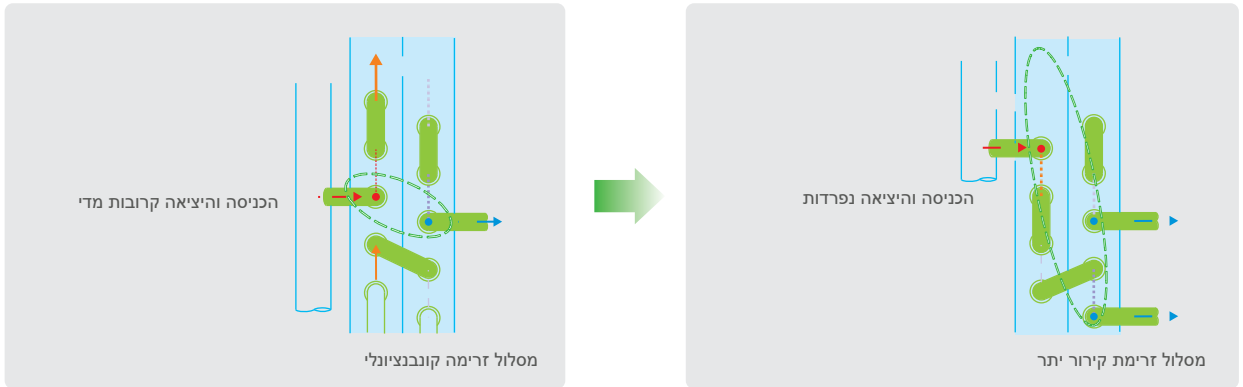 הכניסה והיציאה קרובות מדי
מסלול זרימה קונבנציונלי
הכניסה והיציאה נפרדות
מסלול זרימת קירור יתר